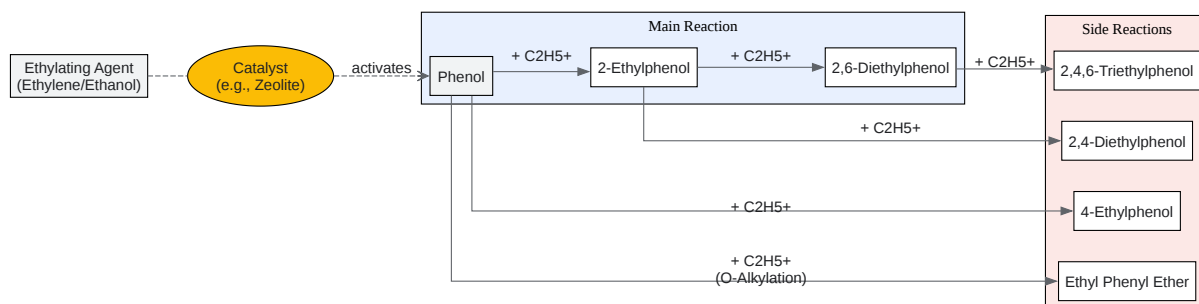 Main Reaction
Side Reactions
Ethylating Agent
(Ethylene/Ethanol)
Catalyst
(e.g., Zeolite)
activates
Phenol
+ C2H5+
2-Ethylphenol
+ C2H5+
2,6-Diethylphenol
+ C2H5+
2,4,6-Triethylphenol
+ C2H5+
2,4-Diethylphenol
+ C2H5+
4-Ethylphenol
+ C2H5+
(O-Alkylation)
Ethyl Phenyl Ether